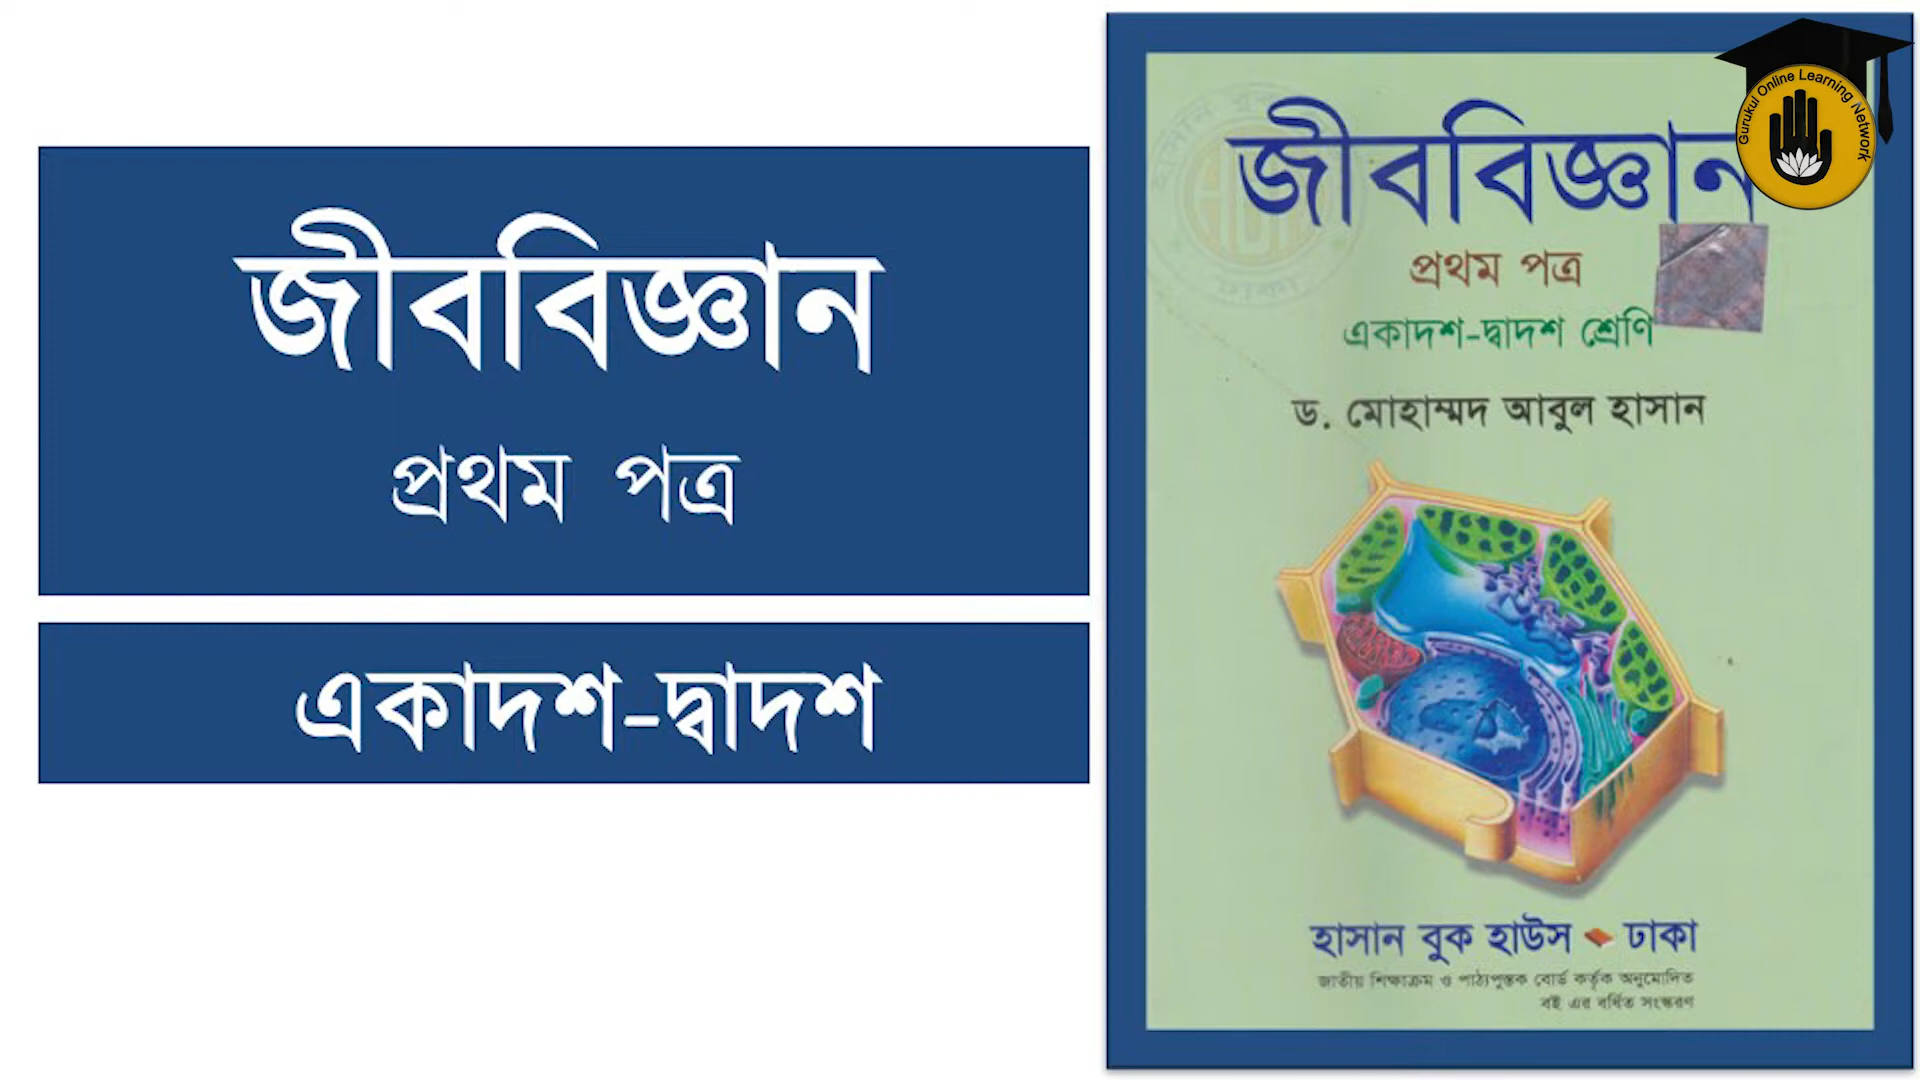 জীববিজ্ঞান
প্রথম পত্র
একাদশ-দ্বাদশ
Gurukul Online Learning Network
জীববিজ্ঞান
প্রথম পত্র
একাদশ-দ্বাদশ শ্রেণি
ড. মোহাম্মদ আবুল হাসান
হাসান বুক হাউস ঢাকা
জাতীয় শিক্ষাক্রম ও পাঠ্যপুস্তক বোর্ড কর্তৃক অনুমোদিত
বই এর বর্ধিত সংস্করণ